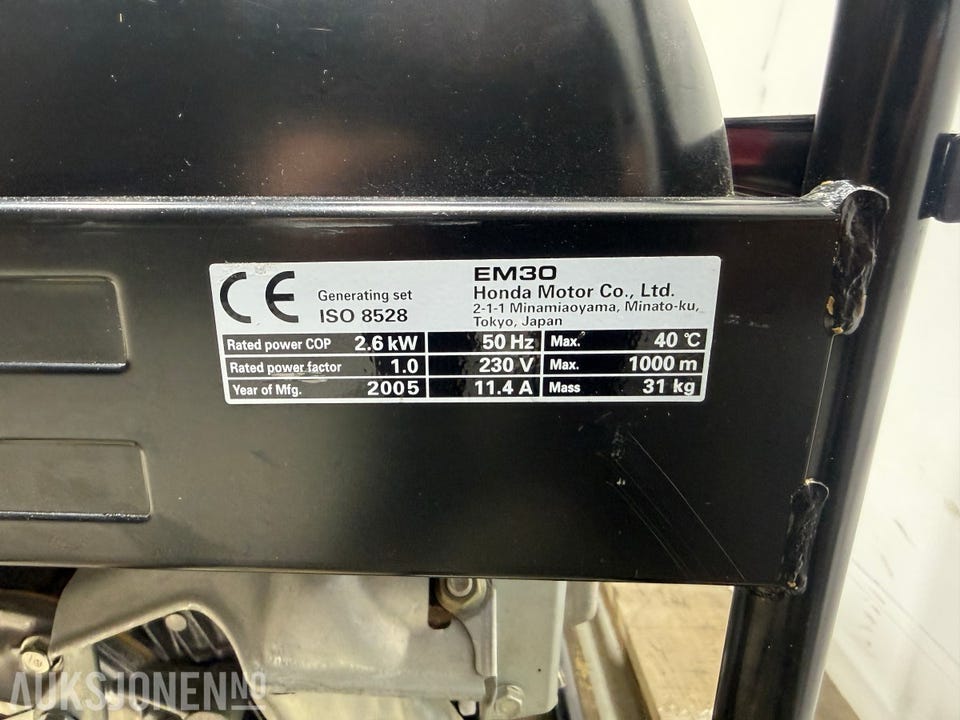 CE
Generating set
ISO 8528
EM30
Honda Motor Co., Ltd.
2-1-1 Minamiaoyama, Minato-ku,
Tokyo, Japan
Rated power COP 2.6 kW 50 Hz Max. 40 °C
Rated power factor 1.0 230 V Max. 1000 m
Year of Mfg. 2005 11.4 A Mass 31 kg
AUKSJONEN.NO